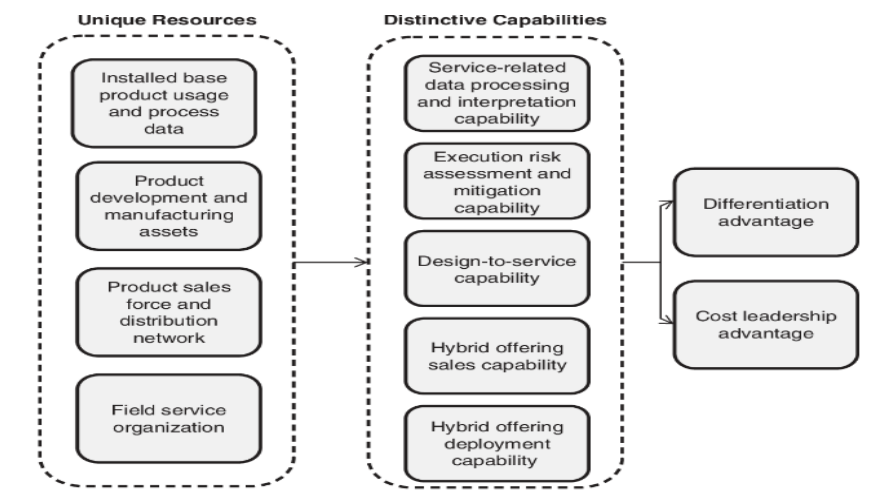 Unique Resources
Installed base
product usage
and process
data
Product
development and
manufacturing
assets
Product sales
force and
distribution
network
Field service
organization
Distinctive Capabilities
Service-related
data processing
and interpretation
capability
Execution risk
assessment and
mitigation
capability
Design-to-service
capability
Hybrid offering
sales capability
Hybrid offering
deployment
capability
Differentiation
advantage
Cost leadership
advantage